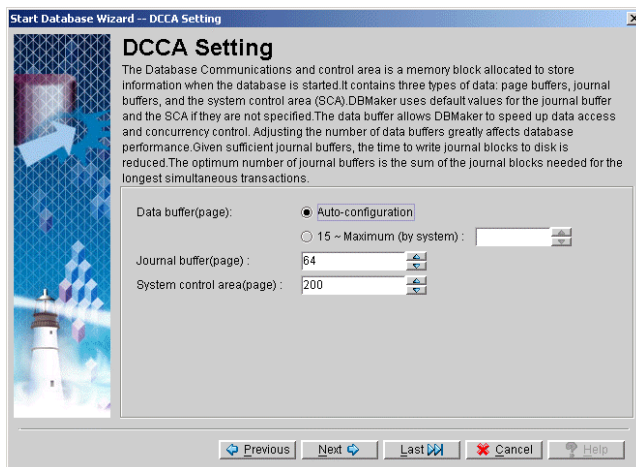 Start Database Wizard -- DCCA Setting
DCCA Setting
The Database Communications and control area is a memory block allocated to store
information when the database is started.It contains three types of data: page buffers, journal
buffers, and the system control area (SCA).DBMaker uses default values for the journal buffer
and the SCA if they are not specified.The data buffer allows DBMaker to speed up data access
and concurrency control. Adjusting the number of data buffers greatly affects database
performance.Given sufficient journal buffers, the time to write journal blocks to disk is
reduced.The optimum number of journal buffers is the sum of the journal blocks needed for the
longest simultaneous transactions.
Data buffer(page): Auto-configuration
15 ~ Maximum (by system) :
Journal buffer(page) : 64
System control area(page) : 200
Previous Next Last Cancel Help